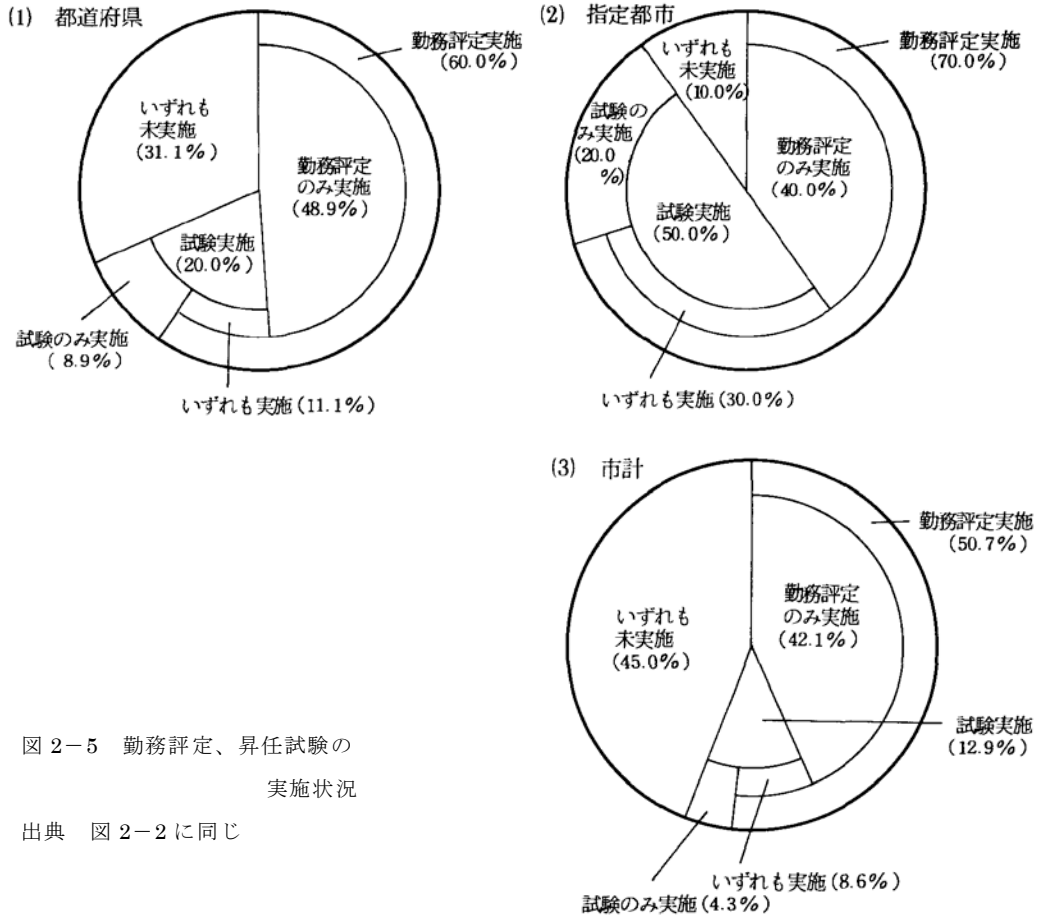 (1) 都道府県
勤務評定実施
(60.0%)
いずれも
未実施
(31.1%)
勤務評定
のみ実施
(48.9%)
試験実施
(20.0%)
試験のみ実施
( 8.9%)
いずれも実施(11.1%)
(2) 指定都市
勤務評定実施
(70.0%)
いずれも
未実施
(10.0%)
試験の
み実施
(20.0
%)
勤務評定
のみ実施
(40.0%)
試験実施
(50.0%)
いずれも実施(30.0%)
(3) 市計
勤務評定実施
(50.7%)
勤務評定
のみ実施
(42.1%)
いずれも
未実施
(45.0%)
試験実施
(12.9%)
いずれも実施(8.6%)
試験のみ実施(4.3%)
図 2−5 勤務評定、昇任試験の
実施状況
出典 図 2−2 に同じ